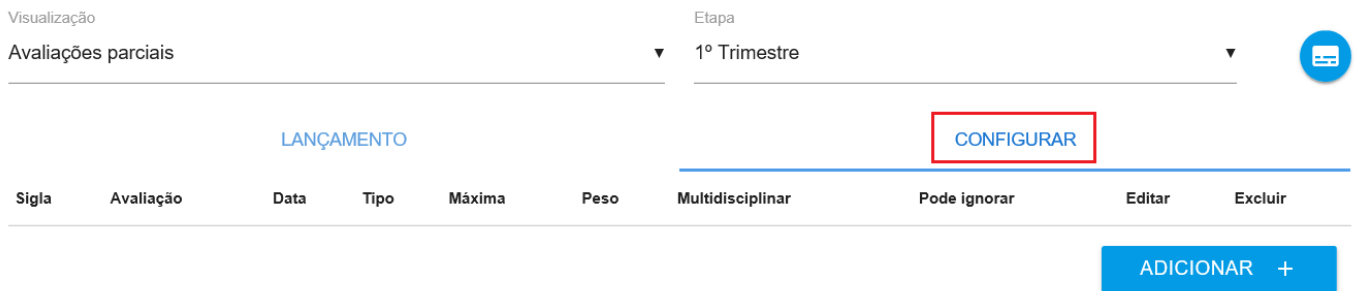 Visualização Etapa
Avaliações parciais ▼ 1º Trimestre ▼
LANÇAMENTO CONFIGURAR
Sigla Avaliação Data Tipo Máxima Peso Multidisciplinar Pode ignorar Editar Excluir
ADICIONAR +